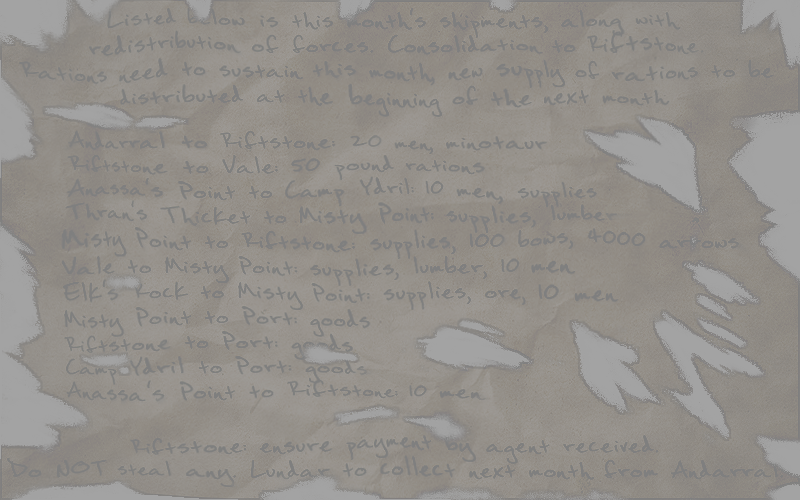 Listed below is this month's shipments, along with
redistribution of forces. Consolidation to Riftstone.
Rations need to sustain this month, new supply of rations to be
distributed at the beginning of the next month
Andarral to Riftstone: 20 men, minotaur
Riftstone to Vale: 50 pound rations
Anassa's Point to Camp Ydril: 10 men, supplies
Thran's Thicket to Misty Point: supplies, lumber
Misty Point to Riftstone: supplies, 100 bows, 4000 arrows
Vale to Misty Point: supplies, lumber, 10 men
Elk's Rock to Misty Point: supplies, ore, 10 men
Misty Point to Port: goods
Riftstone to Port: goods
Camp Ydril to Port: goods
Anassa's Point to Riftstone: 10 men
Riftstone: ensure payment by agent received.
Do NOT steal any. Lundar to collect next month from Andarral